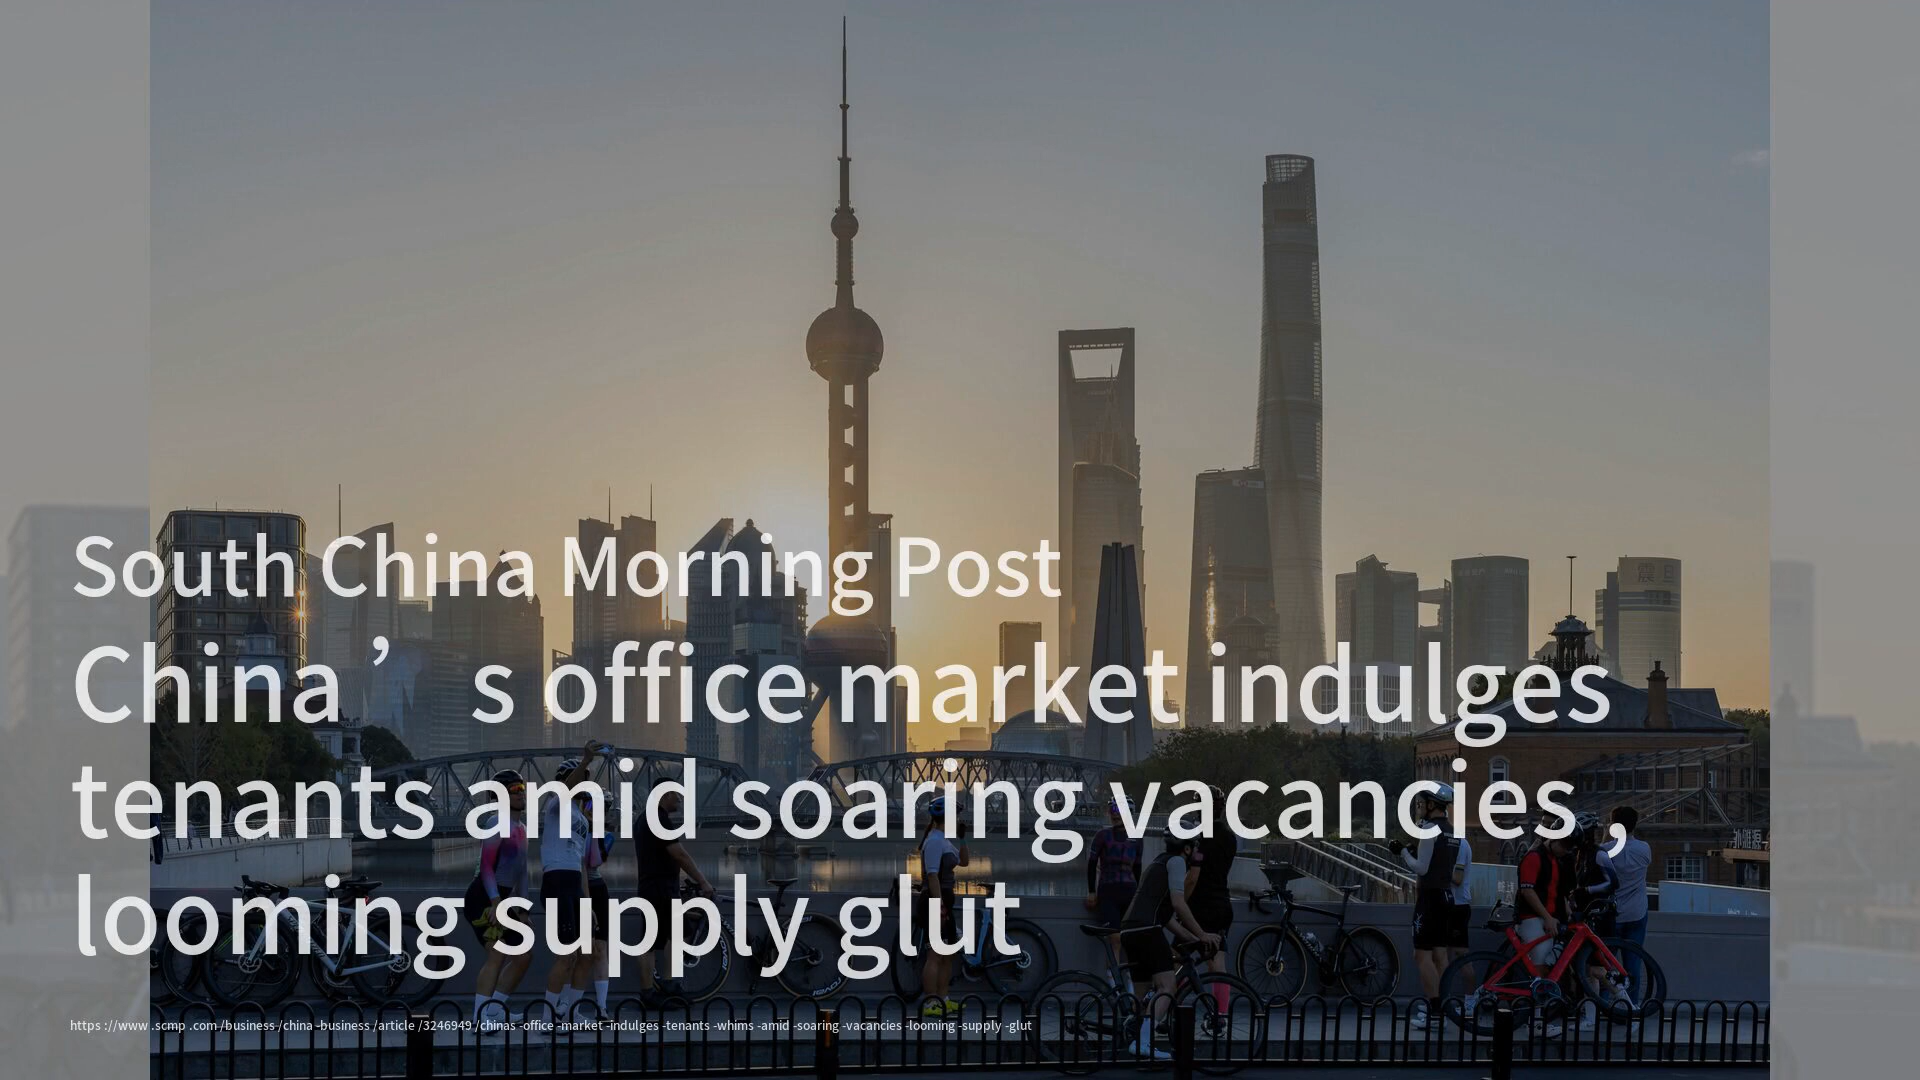 South China Morning Post
China’s office market indulges
tenants amid soaring vacancies,
looming supply glut
https://www.scmp.com/business/china-business/article/3246949/chinas-office-market-indulges-tenants-whims-amid-soaring-vacancies-looming-supply-glut